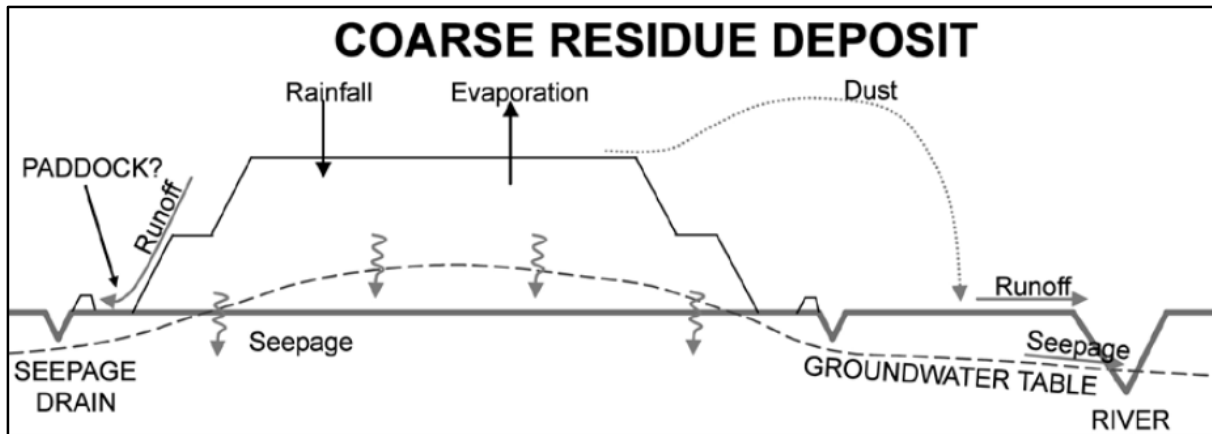 COARSE RESIDUE DEPOSIT
Rainfall
Evaporation
Dust
PADDOCK?
Runoff
Runoff
Seepage
Seepage
SEEPAGE
DRAIN
GROUNDWATER TABLE
RIVER